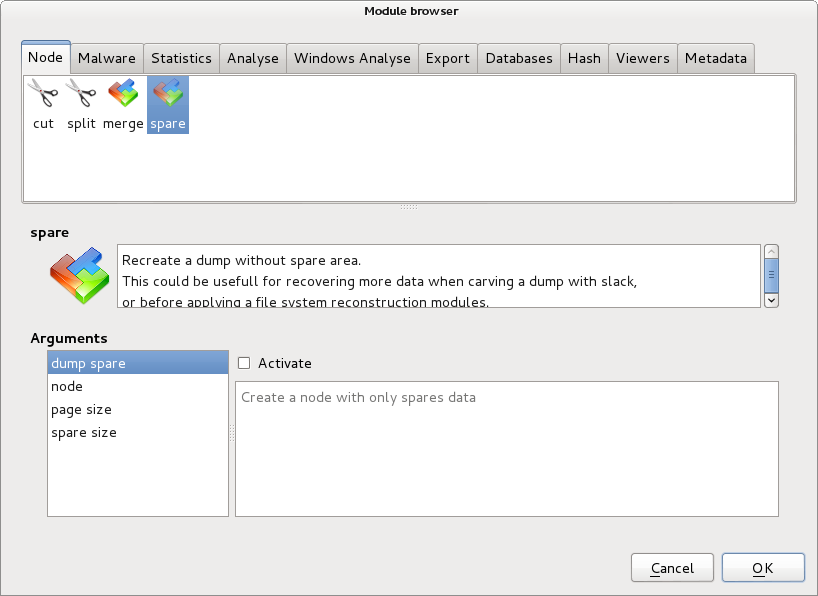 Module browser
Node Malware Statistics Analyse Windows Analyse Export Databases Hash Viewers Metadata
cut split merge spare
spare
Recreate a dump without spare area.
This could be usefull for recovering more data when carving a dump with slack,
or before applying a file system reconstruction modules.
Arguments
dump spare
Activate
node
Create a node with only spares data
page size
spare size
Cancel OK